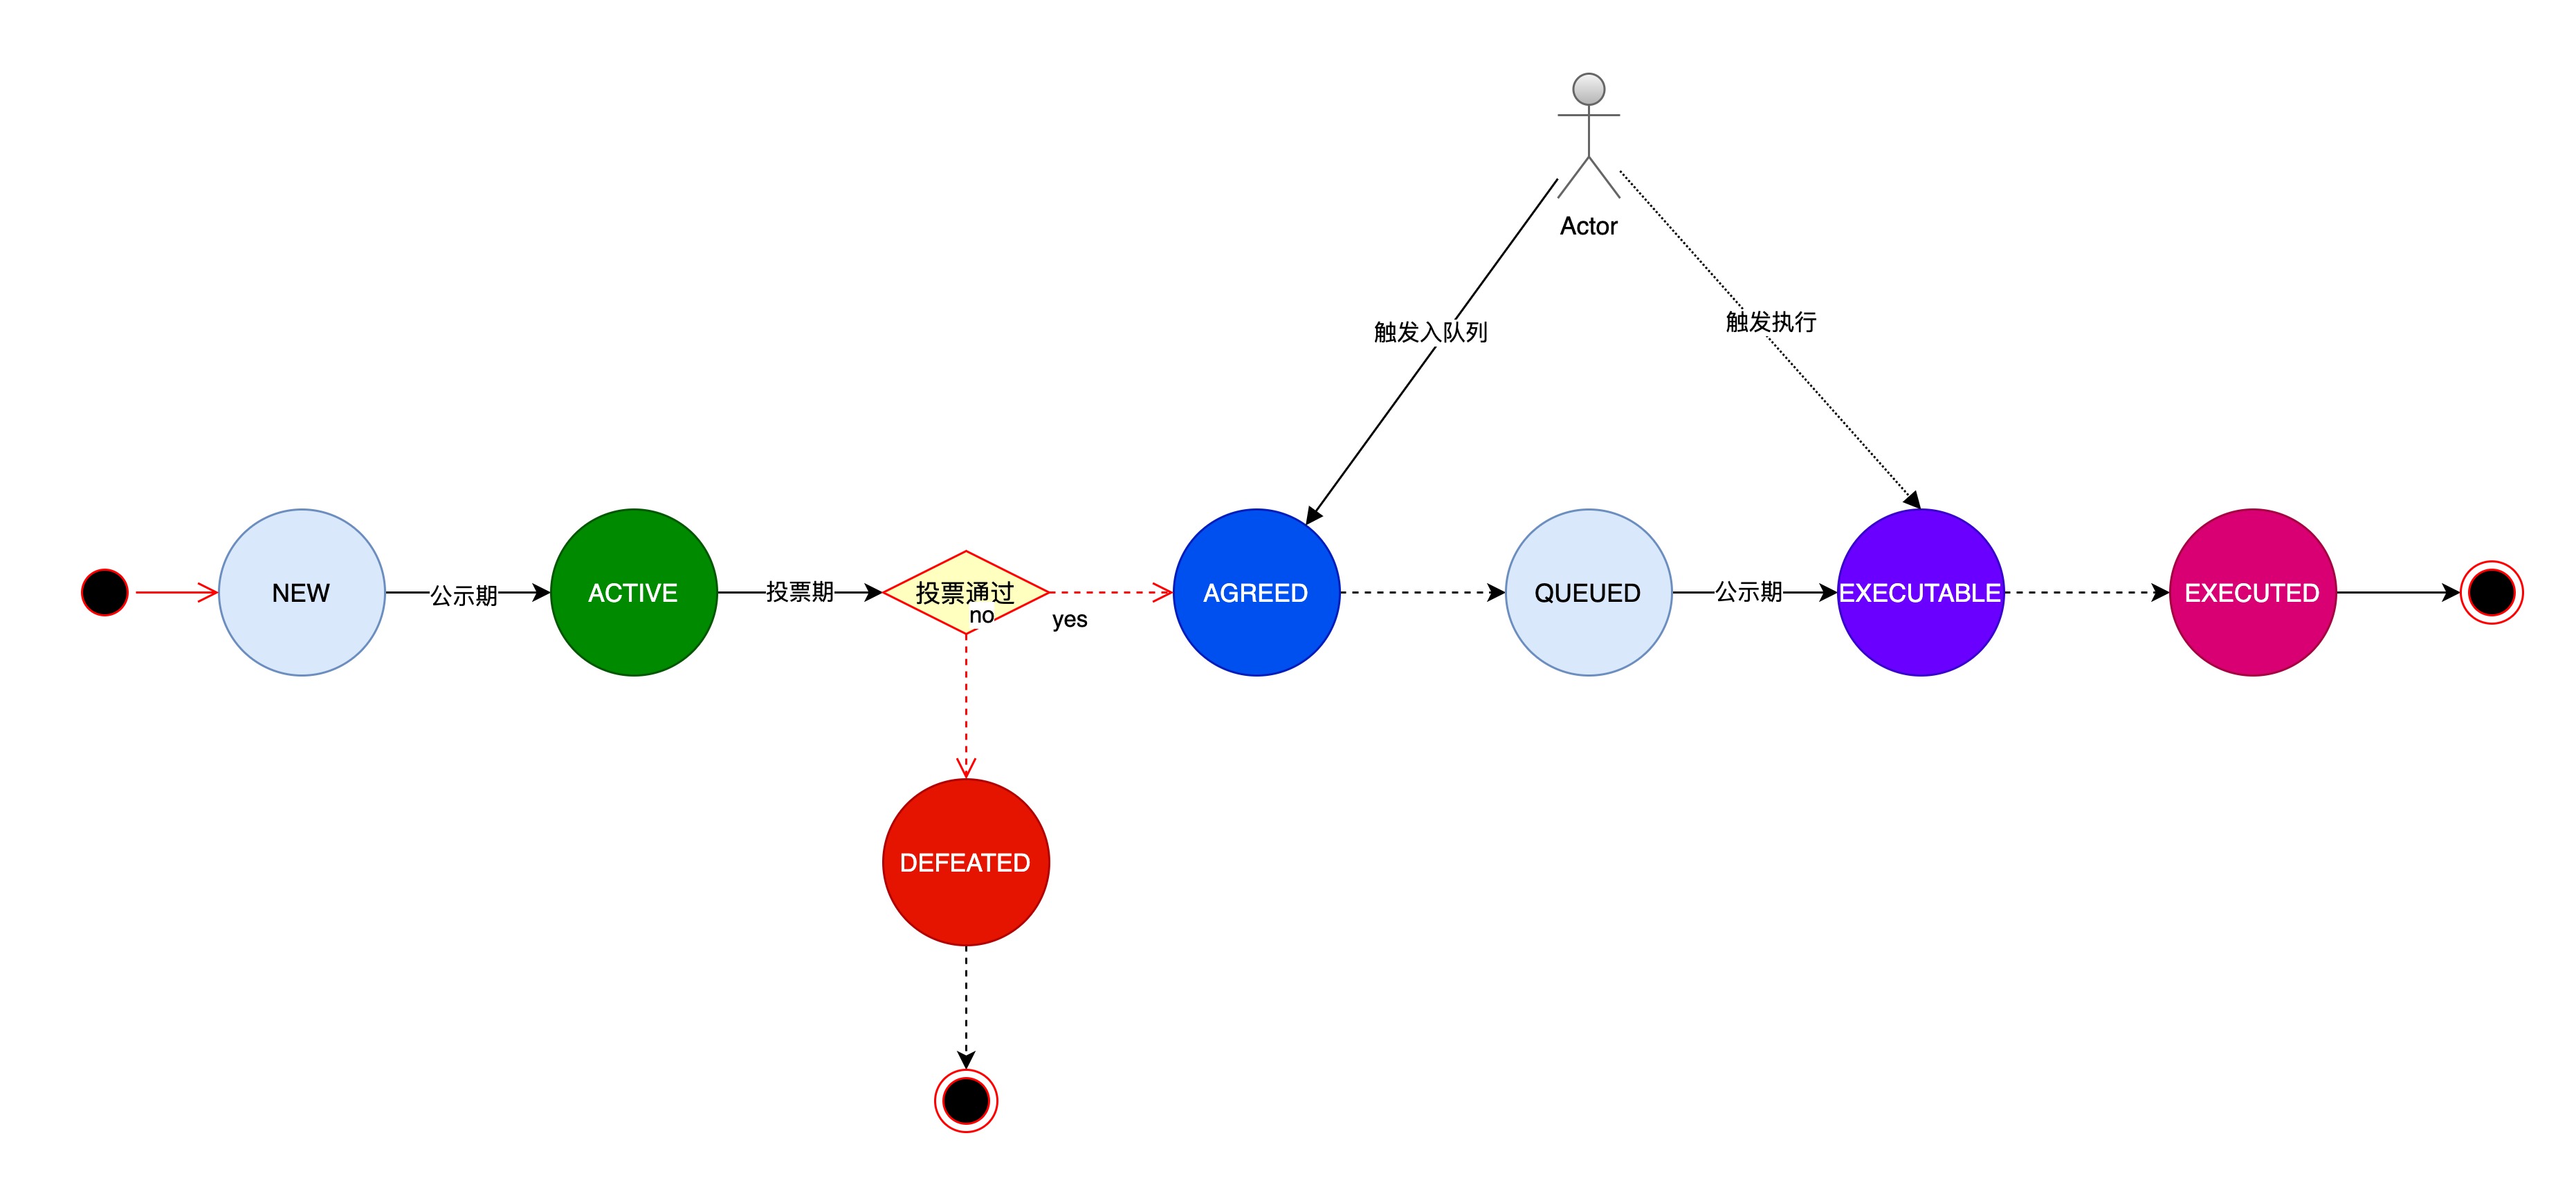 Actor
触发入队列
触发执行
NEW
公示期
ACTIVE
投票期
投票通过
no
yes
AGREED
QUEUED
公示期
EXECUTABLE
EXECUTED
DEFEATED